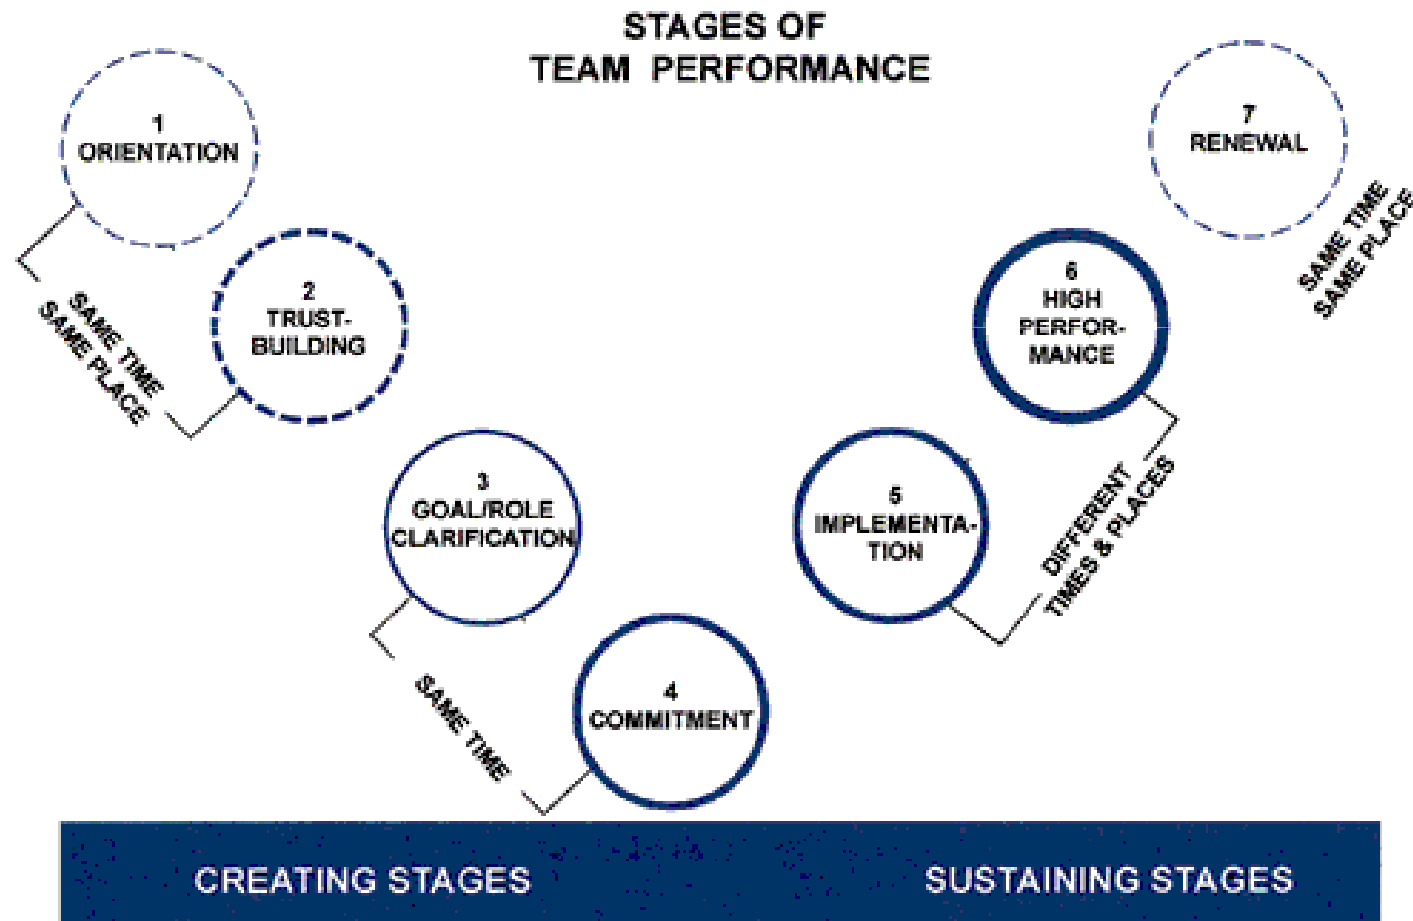 STAGES OF
TEAM PERFORMANCE
1
ORIENTATION
SAME TIME
SAME PLACE
2
TRUST-
BUILDING
3
GOAL/ROLE
CLARIFICATION
SAME TIME
4
COMMITMENT
5
IMPLEMENTA-
TION
DIFFERENT
TIMES & PLACES
6
HIGH
PERFOR-
MANCE
7
RENEWAL
SAME TIME
SAME PLACE
CREATING STAGES
SUSTAINING STAGES